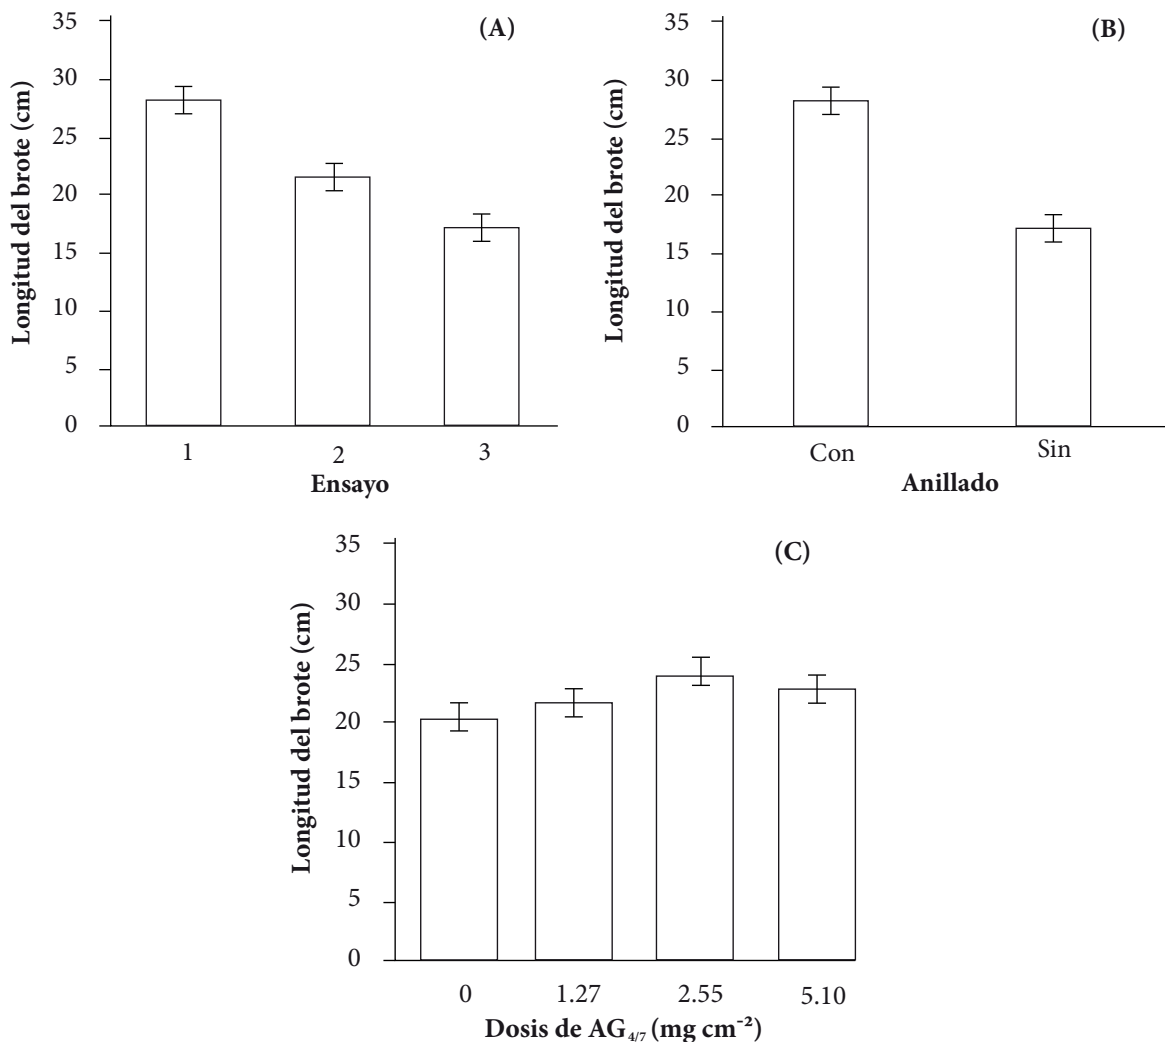 (A)
Longitud del brote (cm)
35
30
25
20
15
10
5
0
1 2 3
Ensayo
(B)
Longitud del brote (cm)
35
30
25
20
15
10
5
0
Con Sin
Anillado
(C)
Longitud del brote (cm)
35
30
25
20
15
10
5
0
0 1.27 2.55 5.10
Dosis de AG₄/₇ (mg cm⁻²)